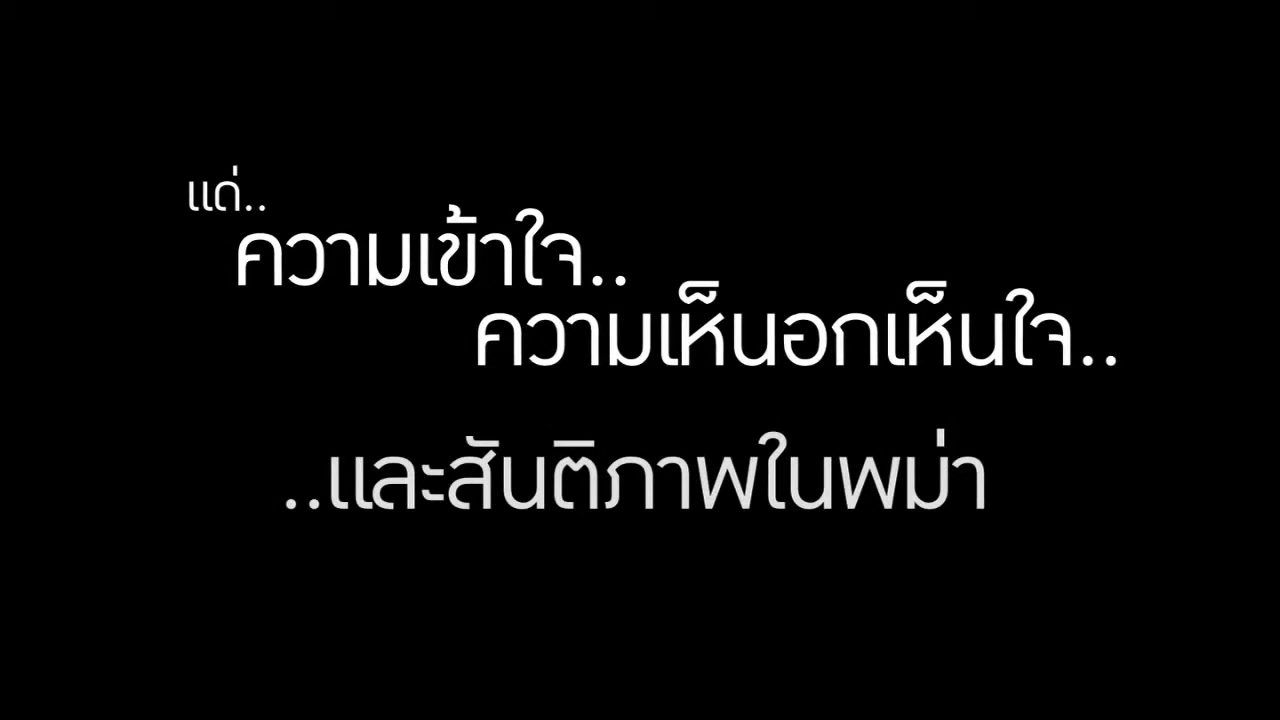 แด่..
ความเข้าใจ..
ความเห็นอกเห็นใจ..
..และสันติภาพในพม่า